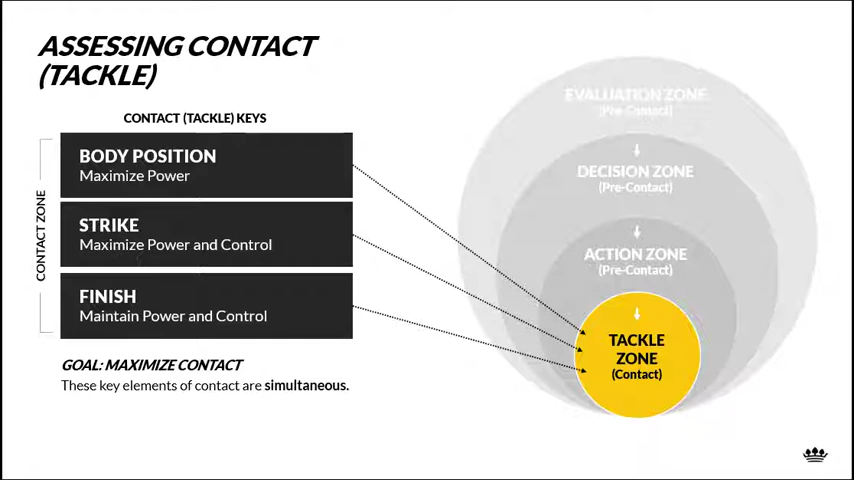 ASSESSING CONTACT
(TACKLE)
CONTACT (TACKLE) KEYS
CONTACT ZONE
BODY POSITION
Maximize Power
STRIKE
Maximize Power and Control
FINISH
Maintain Power and Control
GOAL: MAXIMIZE CONTACT
These key elements of contact are simultaneous.
EVALUATION ZONE
(Pre-Contact)
DECISION ZONE
(Pre-Contact)
ACTION ZONE
(Pre-Contact)
TACKLE
ZONE
(Contact)